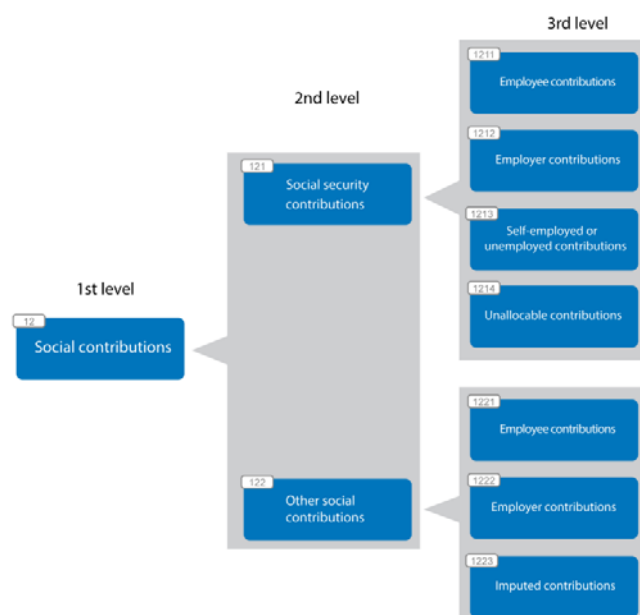 3rd level
1211
Employee contributions
2nd level
1212
Employer contributions
121
Social security
contributions
1213
Self-employed or
unemployed contributions
1st level
1214
Unallocable contributions
12
Social contributions
1221
Employee contributions
122
Other social
contributions
1222
Employer contributions
1223
Imputed contributions